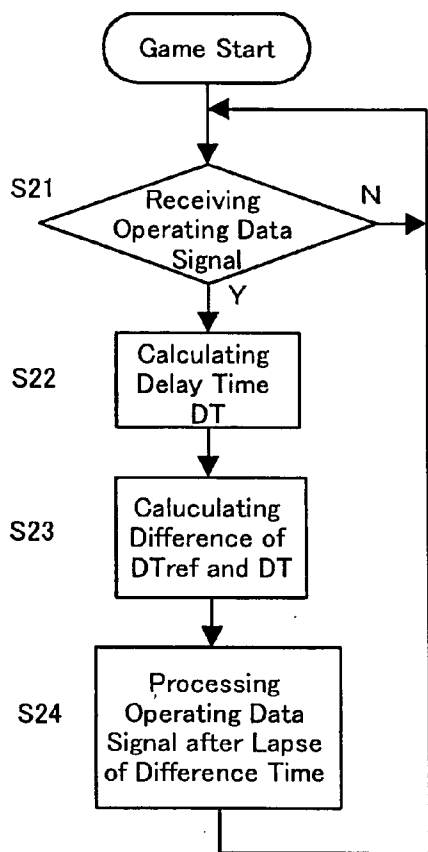 Game Start
S21
Receiving
N
Operating Data
Signal
Y
S22
Calculating
Delay Time
DT
S23
Caluculating
Difference of
DTref and DT
S24
Processing
Operating Data
Signal after Lapse
of Difference Time